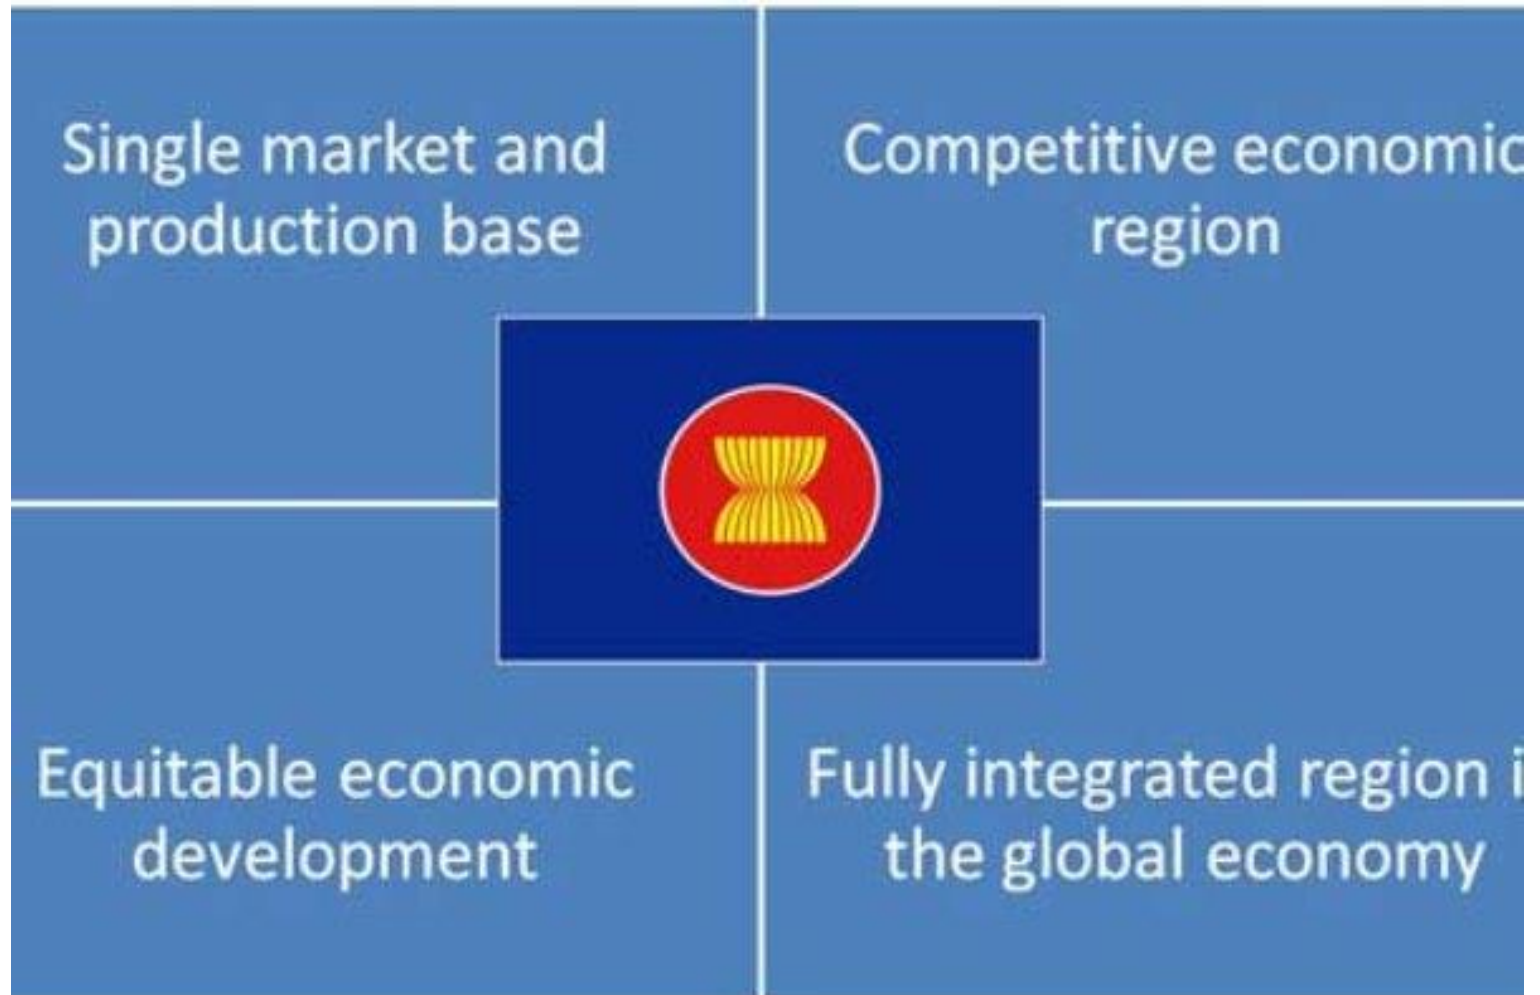 Single market and
production base
Competitive economic
region
Equitable economic
development
Fully integrated region
the global economy